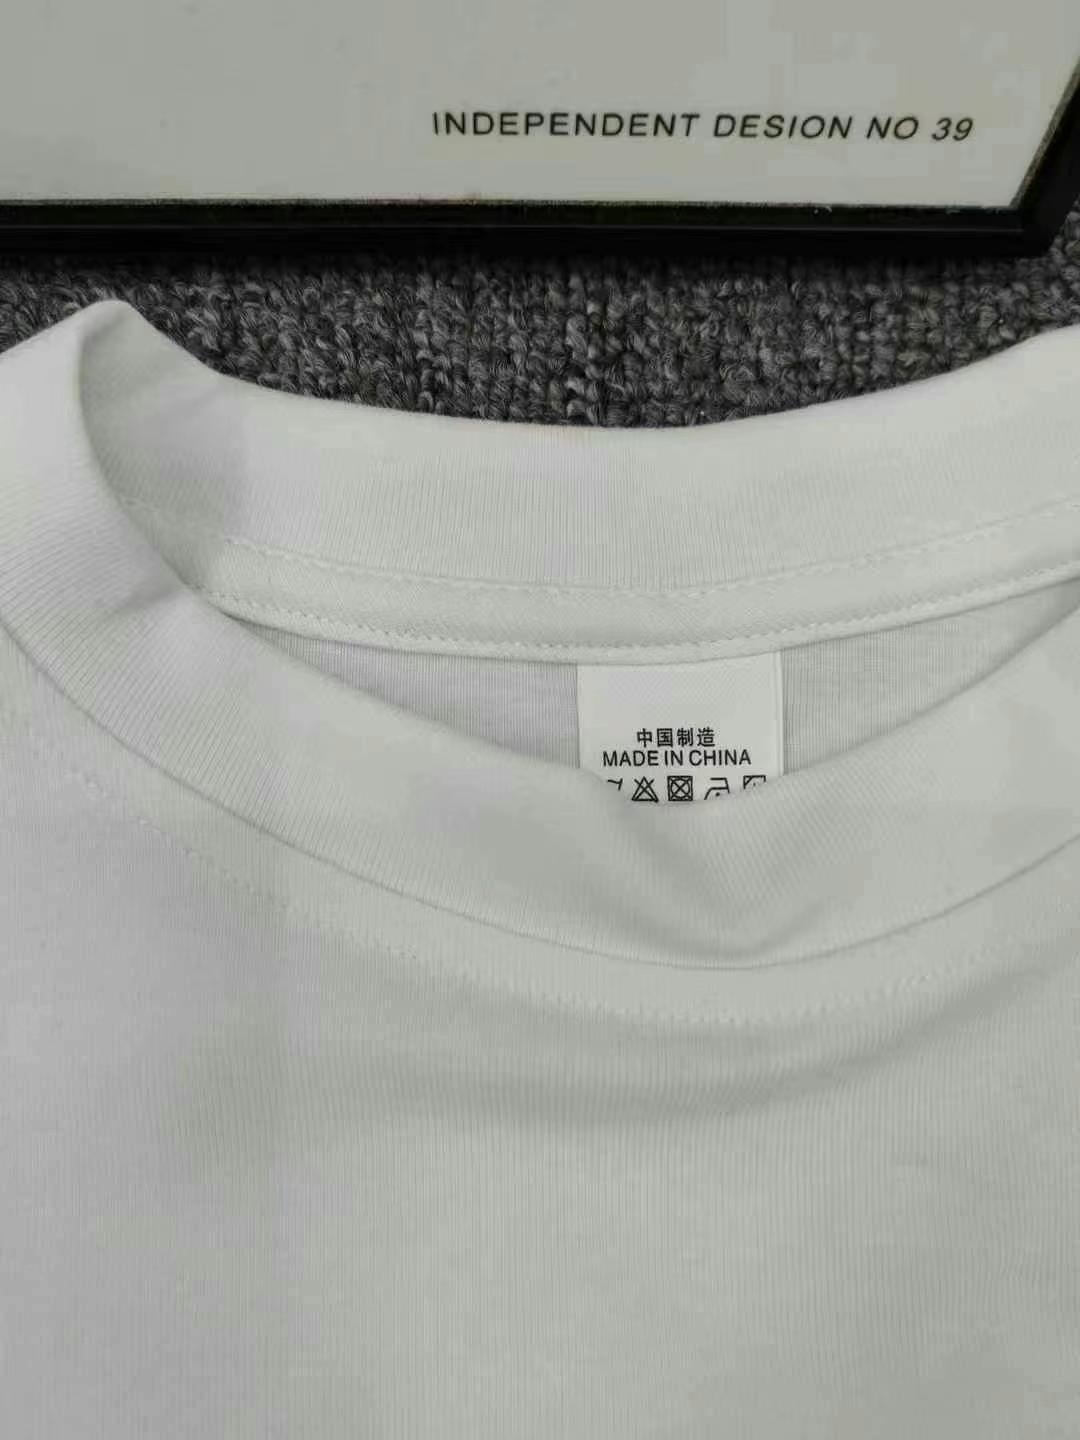 INDEPENDENT DESION NO 39
中国制造
MADE IN CHINA